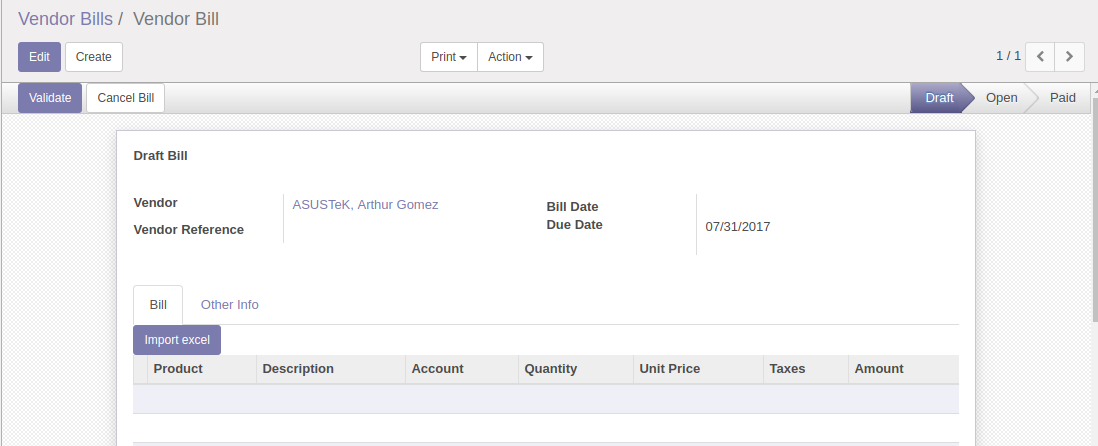 Vendor Bills / Vendor Bill
Edit Create Print Action 1 / 1
Validate Cancel Bill Draft Open Paid
Draft Bill
Vendor ASUSTeK, Arthur Gomez
Vendor Reference
Bill Date
Due Date 07/31/2017
Bill Other Info
Import excel
Product Description Account Quantity Unit Price Taxes Amount